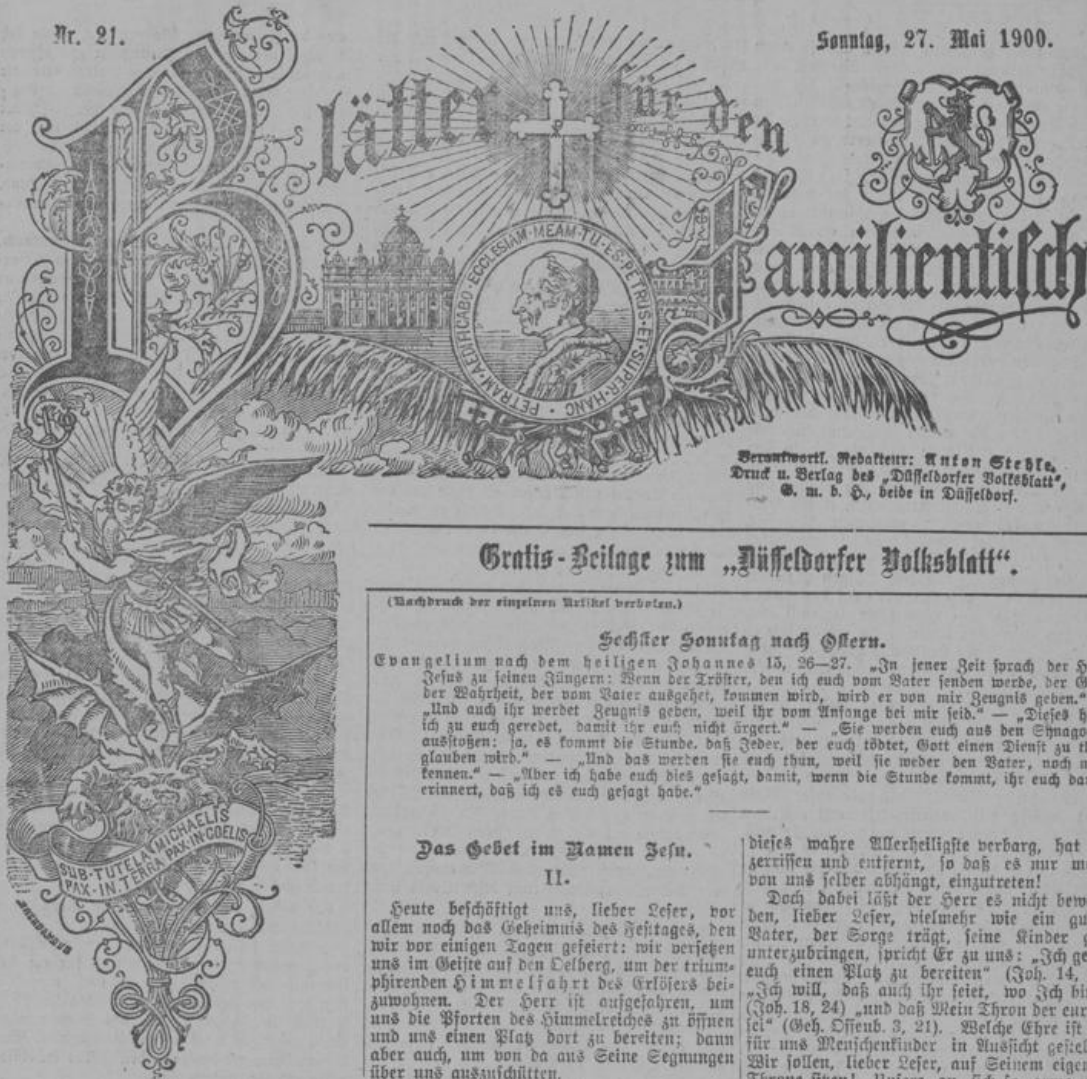 Nr. 21.
Sonntag, 27. Mai 1900.
Blätter für den
Familientisch
PETRAM·AEDIFICABO·ECCLESIAM·MEAM·TU·ES·PETRUS·ET·SUPER·HANC·
Verantwortl. Redakteur: Anton Stehle,
Druck u. Verlag des „Düsseldorfer Volksblatt“,
G. m. b. H., beide in Düsseldorf.
Gratis-Beilage zum „Düsseldorfer Volksblatt“.
(Nachdruck der einzelnen Artikel verboten.)
Sechster Sonntag nach Ostern.
Evangelium nach dem heiligen Johannes 15, 26—27. „In jener Zeit sprach der
Jesus zu seinen Jüngern: Wenn der Tröster, den ich euch vom Vater senden werde, der
der Wahrheit, der vom Vater ausgehet, kommen wird, wird er von mir Zeugnis geben.“
„Und auch ihr werdet Zeugnis geben, weil ihr vom Anfange bei mir seid.“ — „Dieses
ich zu euch geredet, damit ihr euch nicht ärgert.“ — „Sie werden euch aus den
ausstoßen: ja, es kommt die Stunde, daß Jeder, der euch tödtet, Gott einen Dienst zu
glauben wird.“ — „Und das werden sie euch thun, weil sie weder den Vater, noch
kennen.“ — „Aber ich habe euch dies gesagt, damit, wenn die Stunde kommt, ihr euch
erinnert, daß ich es euch gesagt habe.“
SUB·TUTELA·MICHAELIS
PAX·IN·TERRA·PAX·IN·COELIS
Das Gebet im Namen Jesu.
II.
Heute beschäftigt uns, lieber Leser, vor
allem noch das Geheimnis des Festtages, den
wir vor einigen Tagen gefeiert: wir versetzen
uns im Geiste auf den Oelberg, um der trium-
phirenden Himmelfahrt des Erlösers bei-
zuwohnen. Der Herr ist aufgefahren, um
uns die Pforten des Himmelreiches zu öffnen
und uns einen Platz dort zu bereiten; dann
aber auch, um von da aus Seine Segnungen
über uns auszuschütten.
dieses wahre Allerheiligste verbarg, hat
zerrissen und entfernt, so daß es nur
von uns selber abhängt, einzutreten!
Doch dabei läßt der Herr es nicht
den, lieber Leser, vielmehr wie ein
Vater, der Sorge trägt, seine Kinder
unterzubringen, spricht Er zu uns: „Ich
euch einen Platz zu bereiten“ (Joh. 14,
„Ich will, daß auch ihr seiet, wo Ich
(Joh. 18, 24) „und daß Mein Thron der
sei“ (Geh. Offenb. 3, 21). Welche Ehre ist
für uns Menschenkinder in Aussicht
Wir sollen, lieber Leser, auf Seinem